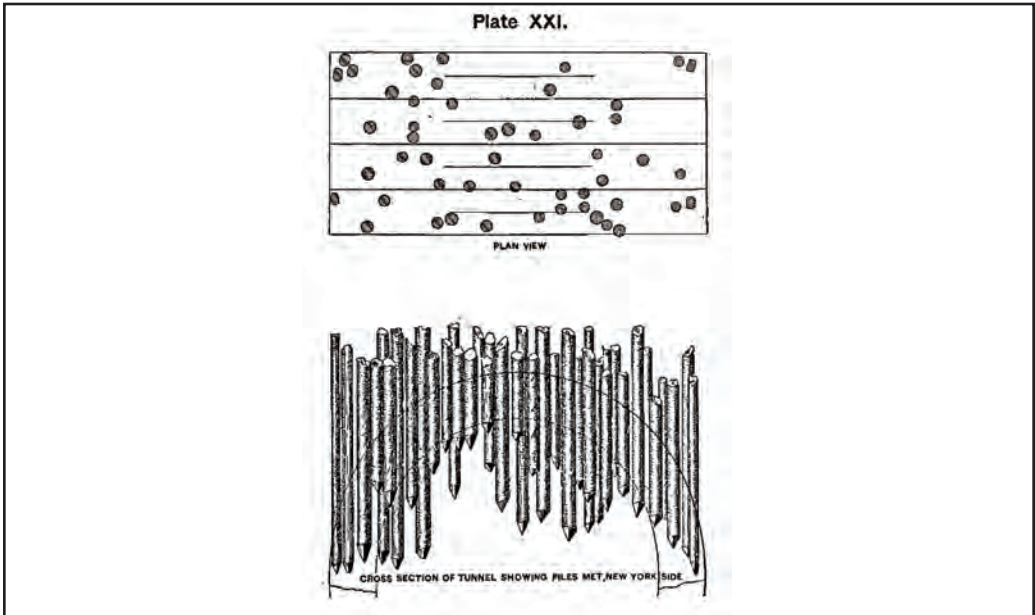 Plate XXI.
PLAN VIEW
CROSS SECTION OF TUNNEL SHOWING PILES MET, NEW YORK SIDE